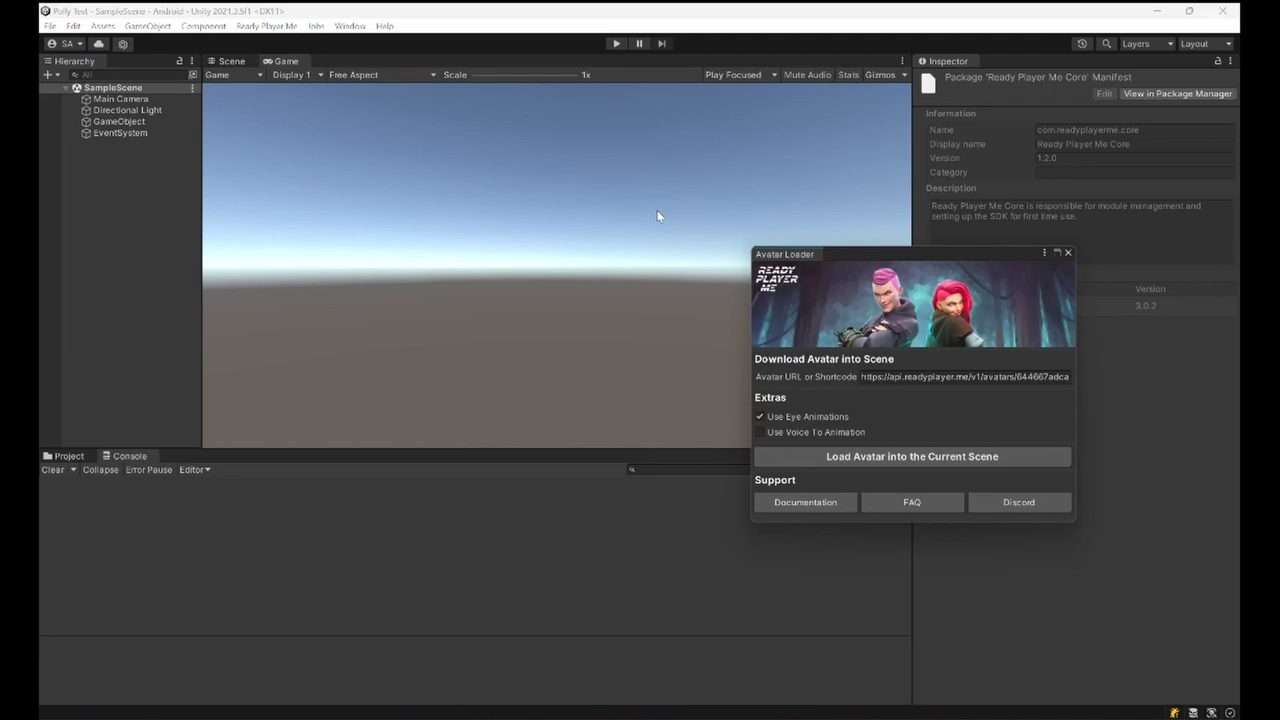 Polly Test - SampleScene - Android - Unity 2021.3.5f1 <DX11>
File Edit Assets GameObject Component Ready Player Me Jobs Window Help
SA Layers Layout
Hierarchy
All
SampleScene
Main Camera
Directional Light
GameObject
EventSystem
Scene Game
Game Display 1 Free Aspect Scale 1x Play Focused Mute Audio Stats Gizmos
Inspector
Package 'Ready Player Me Core' Manifest
Edit View in Package Manager
Information
Name com.readyplayerme.core
Display name Ready Player Me Core
Version 1.2.0
Category
Description
Ready Player Me Core is responsible for module management and
setting up the SDK for first time use.
Version
3.0.2
Avatar Loader
READY
PLAYER
ME
Download Avatar into Scene
Avatar URL or Shortcode https://api.readyplayer.me/v1/avatars/644667adca
Extras
Use Eye Animations
Use Voice To Animation
Load Avatar into the Current Scene
Support
Documentation FAQ Discord
Project Console
Clear Collapse Error Pause Editor